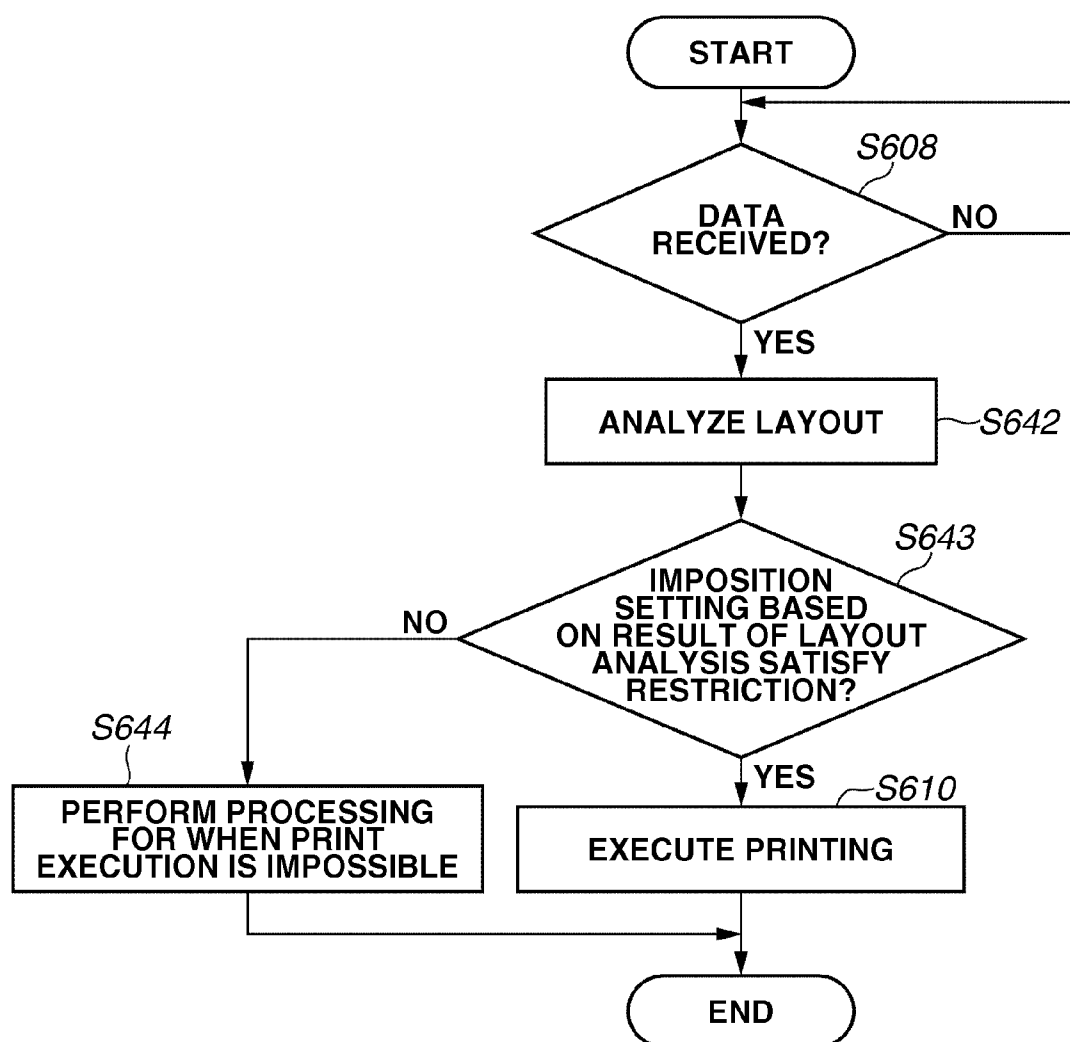 START
S608
DATA
RECEIVED?
NO
YES
ANALYZE LAYOUT
S642
S643
IMPOSITION
SETTING BASED
ON RESULT OF LAYOUT
ANALYSIS SATISFY
RESTRICTION?
NO
YES
S644
PERFORM PROCESSING
FOR WHEN PRINT
EXECUTION IS IMPOSSIBLE
S610
EXECUTE PRINTING
END